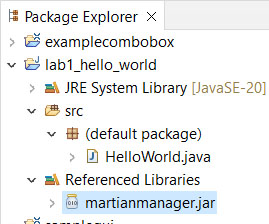 Package Explorer
examplecombobox
lab1_hello_world
JRE System Library [JavaSE-20]
src
(default package)
HelloWorld.java
Referenced Libraries
martianmanager.jar